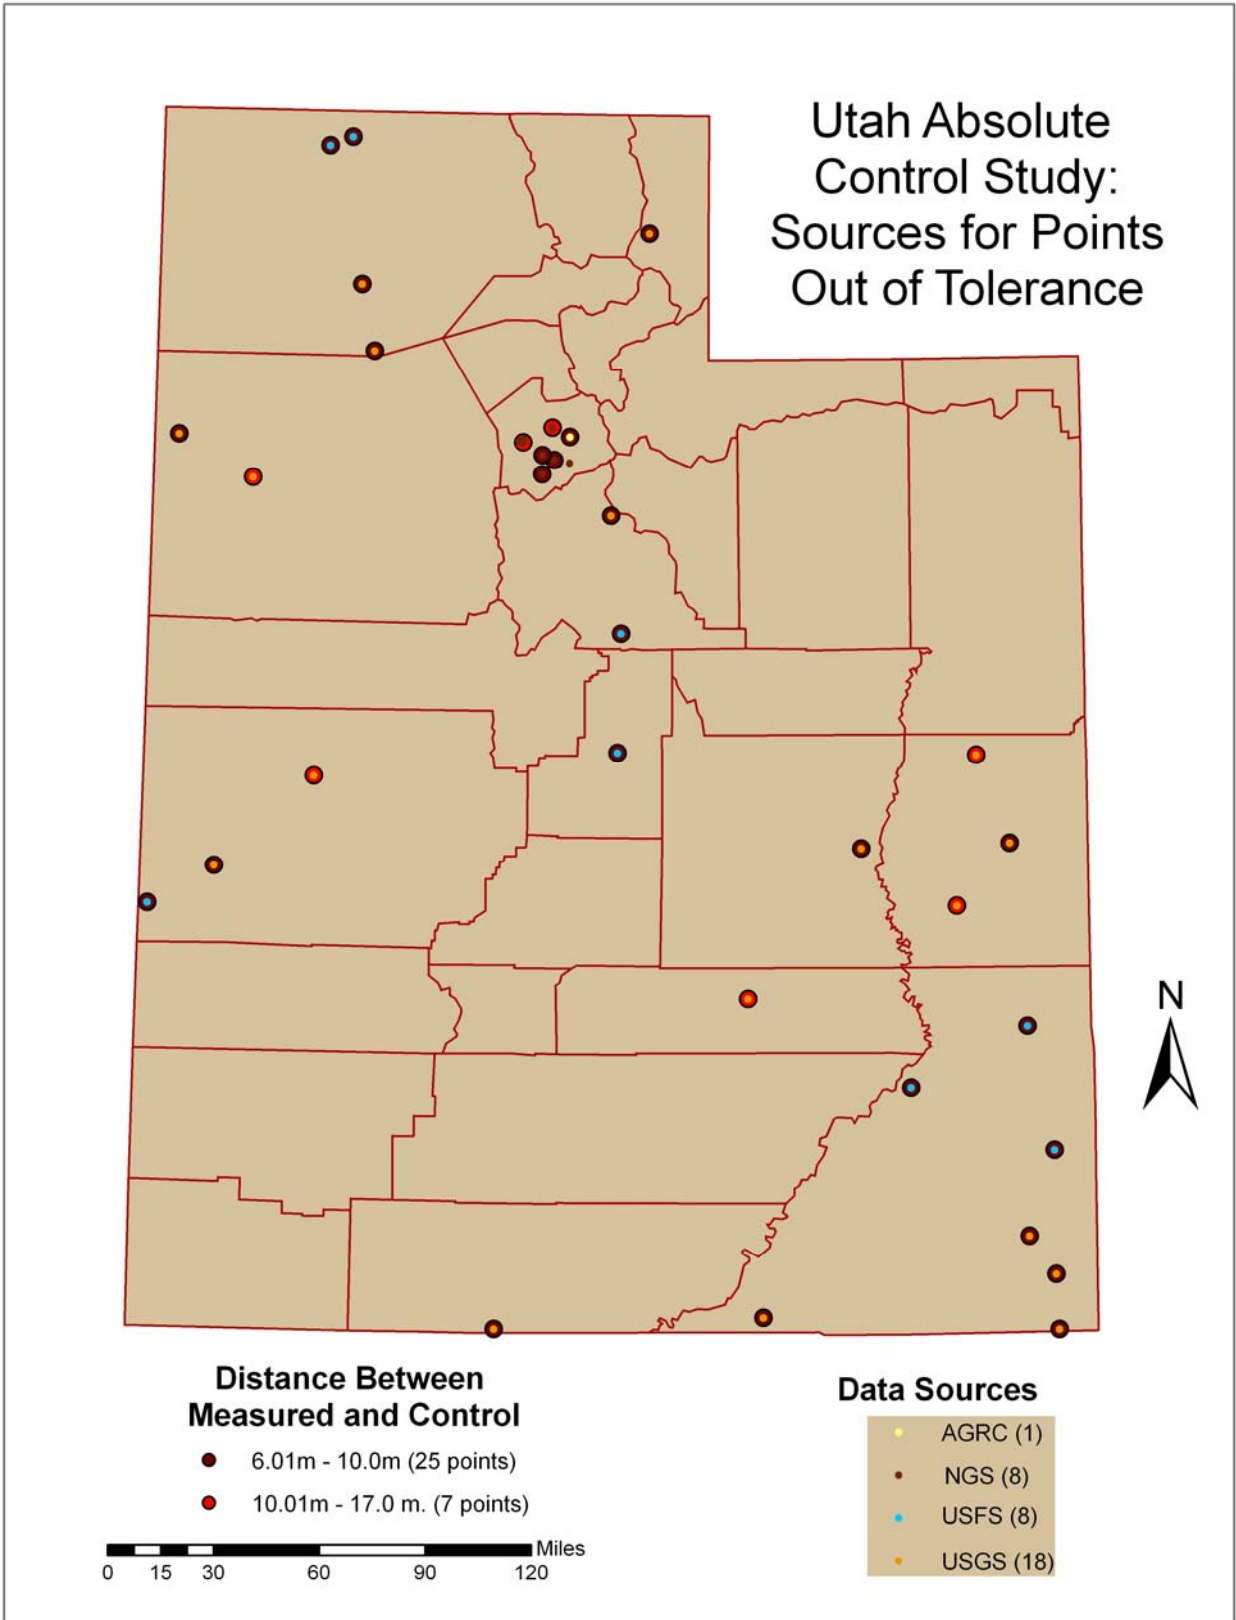 Utah Absolute
Control Study:
Sources for Points
Out of Tolerance
N
Distance Between
Measured and Control
6.01m - 10.0m (25 points)
10.01m - 17.0 m. (7 points)
Miles
0 15 30 60 90 120
Data Sources
AGRC (1)
NGS (8)
USFS (8)
USGS (18)